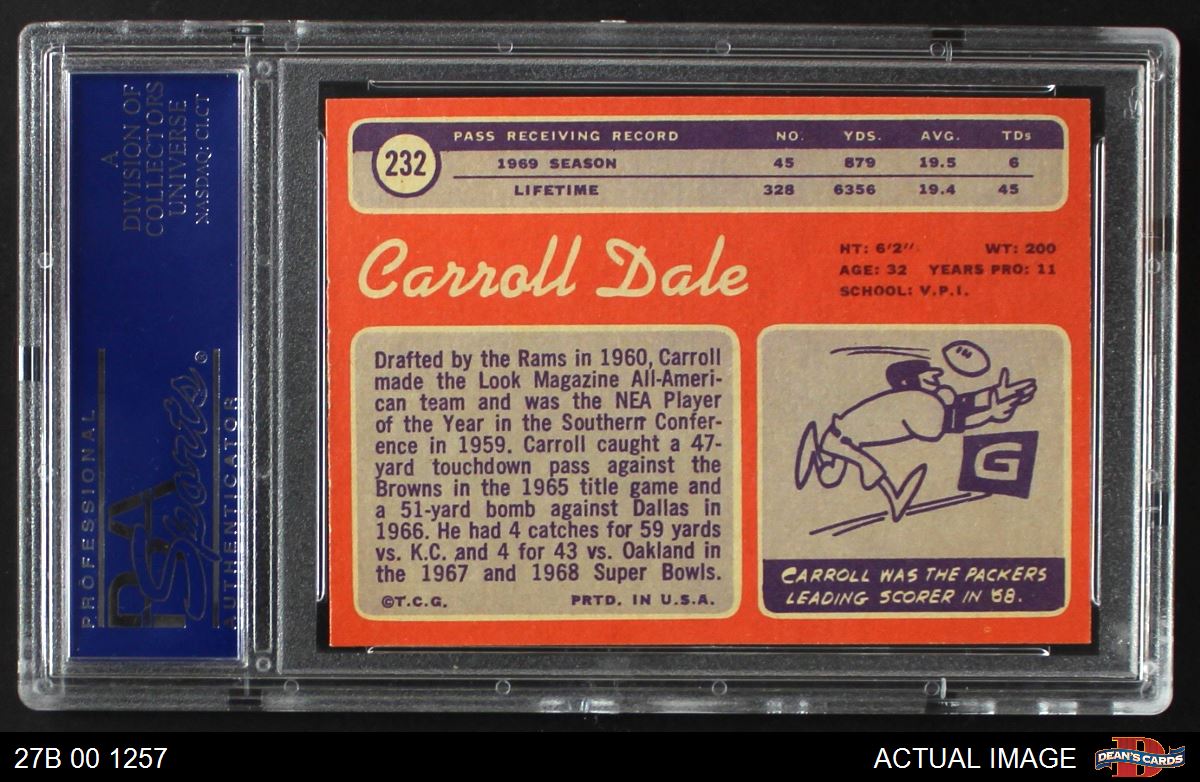 A
DIVISION OF
COLLECTORS
UNIVERSE
NASDAQ: CLCT
PROFESSIONAL
PSA
Sports®
AUTHENTICATOR
232
PASS RECEIVING RECORD NO. YDS. AVG. TDs
1969 SEASON 45 879 19.5 6
LIFETIME 328 6356 19.4 45
Carroll Dale
HT: 6'2" WT: 200
AGE: 32 YEARS PRO: 11
SCHOOL: V.P.I.
Drafted by the Rams in 1960, Carroll
made the Look Magazine All-Ameri-
can team and was the NEA Player
of the Year in the Southern Confer-
ence in 1959. Carroll caught a 47-
yard touchdown pass against the
Browns in the 1965 title game and
a 51-yard bomb against Dallas in
1966. He had 4 catches for 59 yards
vs. K.C. and 4 for 43 vs. Oakland in
the 1967 and 1968 Super Bowls.
©T.C.G. PRTD. IN U.S.A.
G
CARROLL WAS THE PACKERS
LEADING SCORER IN '68.
27B 00 1257
ACTUAL IMAGE
D
DEAN'S CARDS